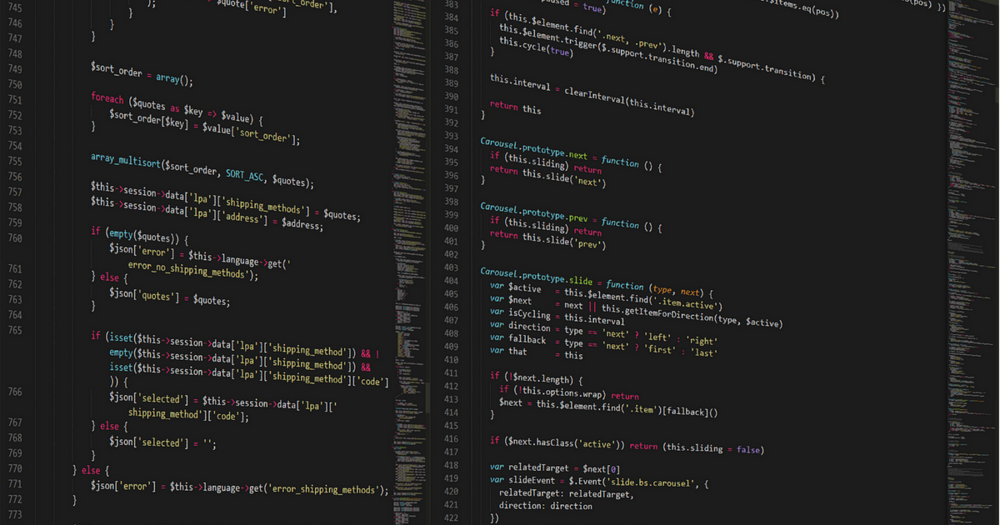 745
746
747
748
749
750
751
752
753
754
755
756
757
758
759
760
761
762
763
764
765
766
767
768
769
770
771
772
773
);
$quote['error']
}
}
}
$sort_order = array();
foreach ($quotes as $key => $value) {
$sort_order[$key] = $value['sort_order'];
}
array_multisort($sort_order, SORT_ASC, $quotes);
$this->session->data['lpa']['shipping_methods'] = $quotes;
$this->session->data['lpa']['address'] = $address;
if (empty($quotes)) {
$json['error'] = $this->language->get('
error_no_shipping_methods');
} else {
$json['quotes'] = $quotes;
}
if (isset($this->session->data['lpa']['shipping_method']) && !
empty($this->session->data['lpa']['shipping_method']) &&
isset($this->session->data['lpa']['shipping_method']['code']
)) {
$json['selected'] = $this->session->data['lpa']['
shipping_method']['code'];
} else {
$json['selected'] = '';
}
} else {
$json['error'] = $this->language->get('error_shipping_methods');
}
383
384
385
386
387
388
389
390
391
392
393
394
395
396
397
398
399
400
401
402
403
404
405
406
407
408
409
410
411
412
413
414
415
416
417
418
419
420
421
422
= true)
(e) {
if (this.$element.find('.next, .prev').length && $.support.transition) {
this.$element.trigger($.support.transition.end)
this.cycle(true)
}
this.interval = clearInterval(this.interval)
return this
}
Carousel.prototype.next = function () {
if (this.sliding) return
return this.slide('next')
}
Carousel.prototype.prev = function () {
if (this.sliding) return
return this.slide('prev')
}
Carousel.prototype.slide = function (type, next) {
var $active = this.$element.find('.item.active')
var $next = next || this.getItemForDirection(type, $active)
var isCycling = this.interval
var direction = type == 'next' ? 'left' : 'right'
var fallback = type == 'next' ? 'first' : 'last'
var that = this
if (!$next.length) {
if (!this.options.wrap) return
$next = this.$element.find('.item')[fallback]()
}
if ($next.hasClass('active')) return (this.sliding = false)
var relatedTarget = $next[0]
var slideEvent = $.Event('slide.bs.carousel', {
relatedTarget: relatedTarget,
direction: direction
})